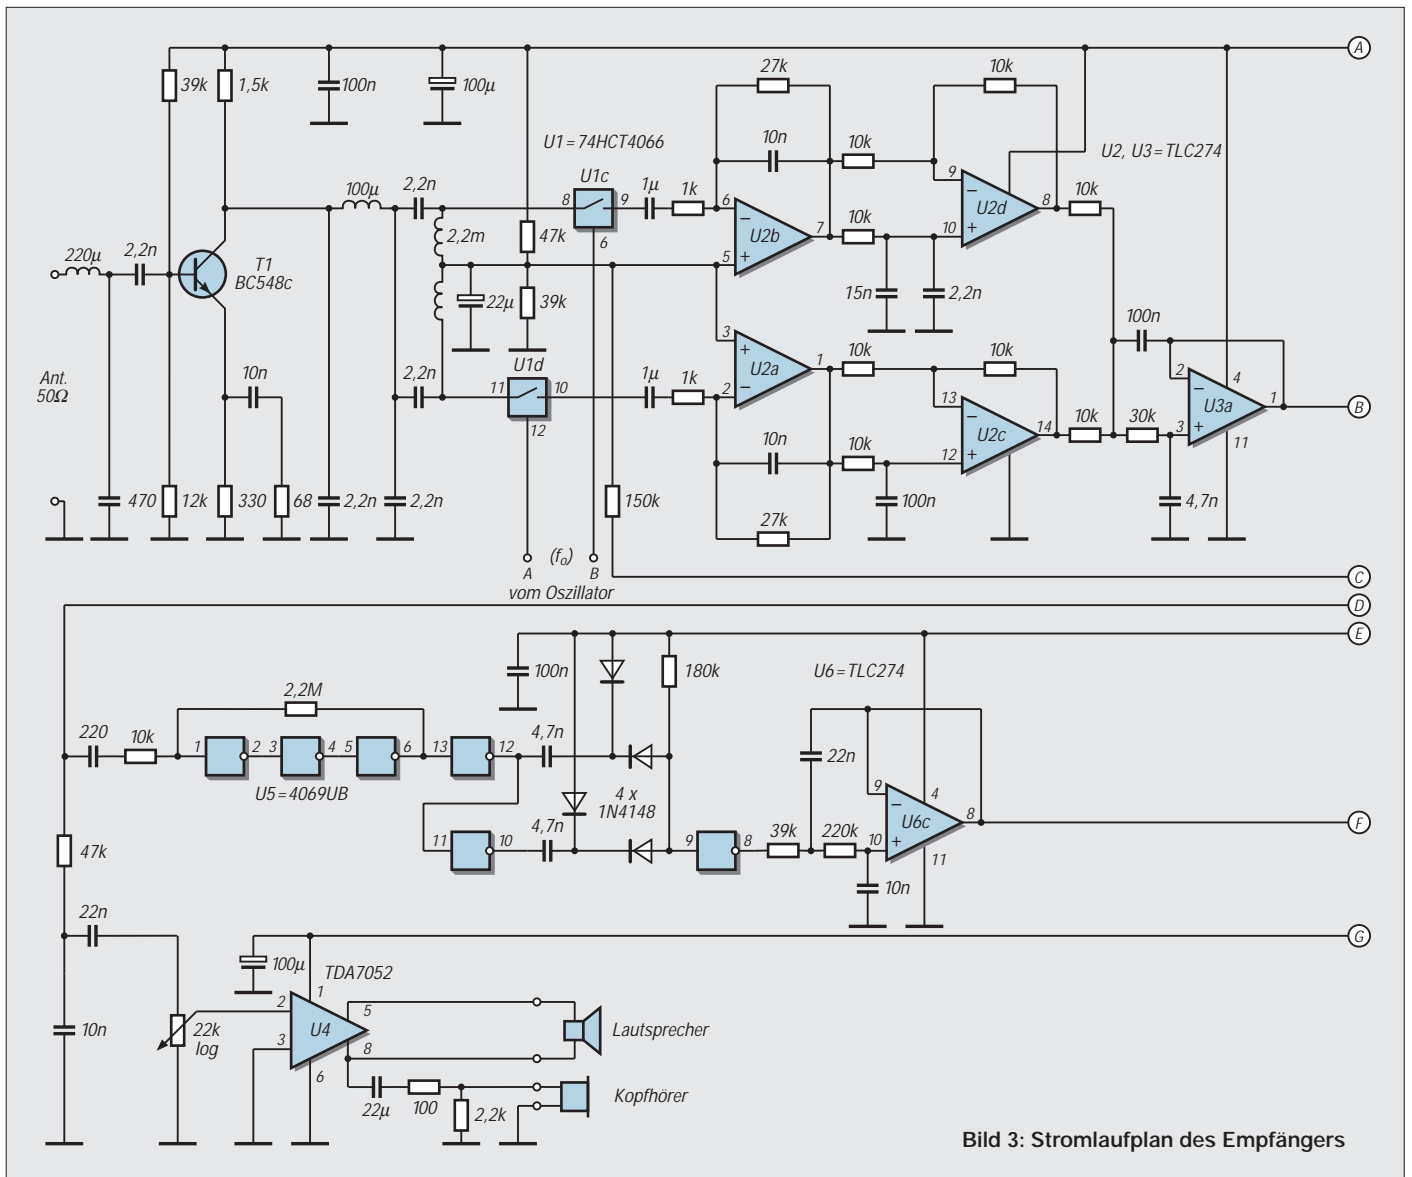 A
39k
1,5k
100n
100µ
27k
10k
U1=74HCT4066
10n
10k
U2, U3=TLC274
U1c
9
2,2n
100µ
8
9
1µ
1k
6
−
U2d
8
10k
U2b
7
10k
10
+
6
2,2m
47k
220µ
2,2n
T1
BC548c
5
+
22µ
39k
15n
2,2n
100n
Ant.
50Ω
10n
2,2n
U1d
11
10
12
1µ
1k
3
+
U2a
1
10k
10k
2
−
13
−
U2c
14
10k
30k
2
4
−
U3a
1
3
+
11
B
10n
10k
12
+
470
12k
330
68
2,2n
2,2n
150k
27k
100n
4,7n
(fo)
A
B
vom Oszillator
C
D
E
100n
180k
U6=TLC274
2,2M
220
10k
1
2
3
4
5
6
13
12
4,7n
22n
U5=4069UB
4 x
1N4148
9
−
4
U6c
8
F
47k
11
10
4,7n
9
8
39k
220k
10
+
11
10n
22n
G
100µ
TDA7052
1
2
5
10n
22k
log
3
U4
8
6
Lautsprecher
22µ
100
2,2k
Kopfhörer
Bild 3: Stromlaufplan des Empfängers